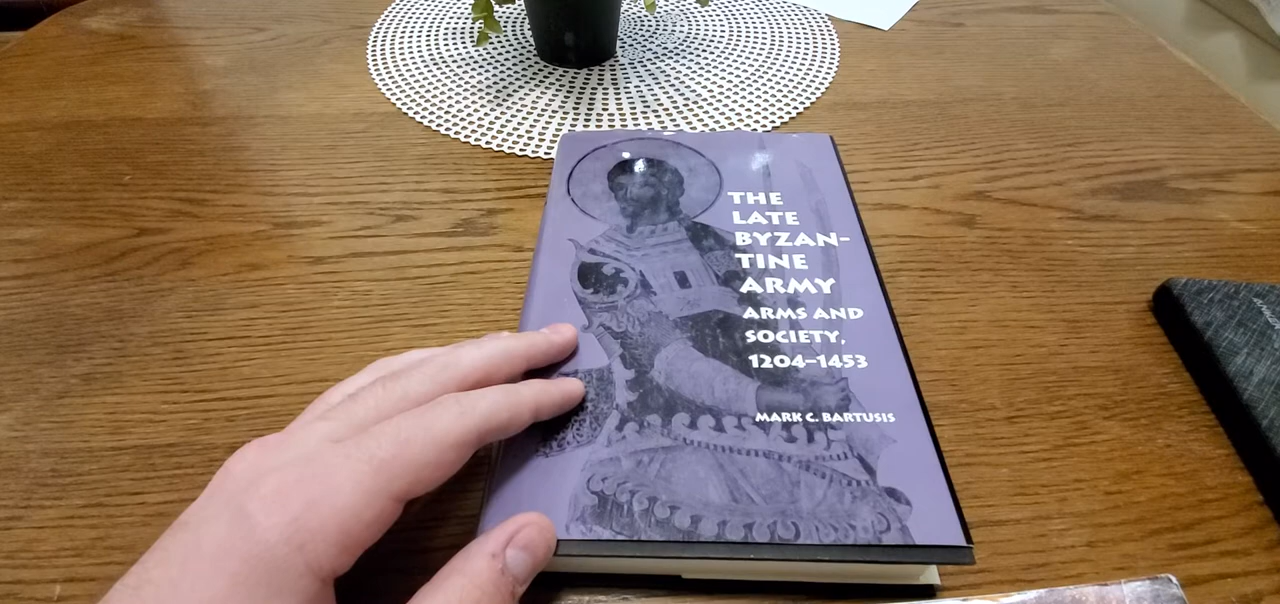 THE
LATE
BYZAN-
TINE
ARMY
ARMS AND
SOCIETY,
1204–1453
MARK C. BARTUSIS